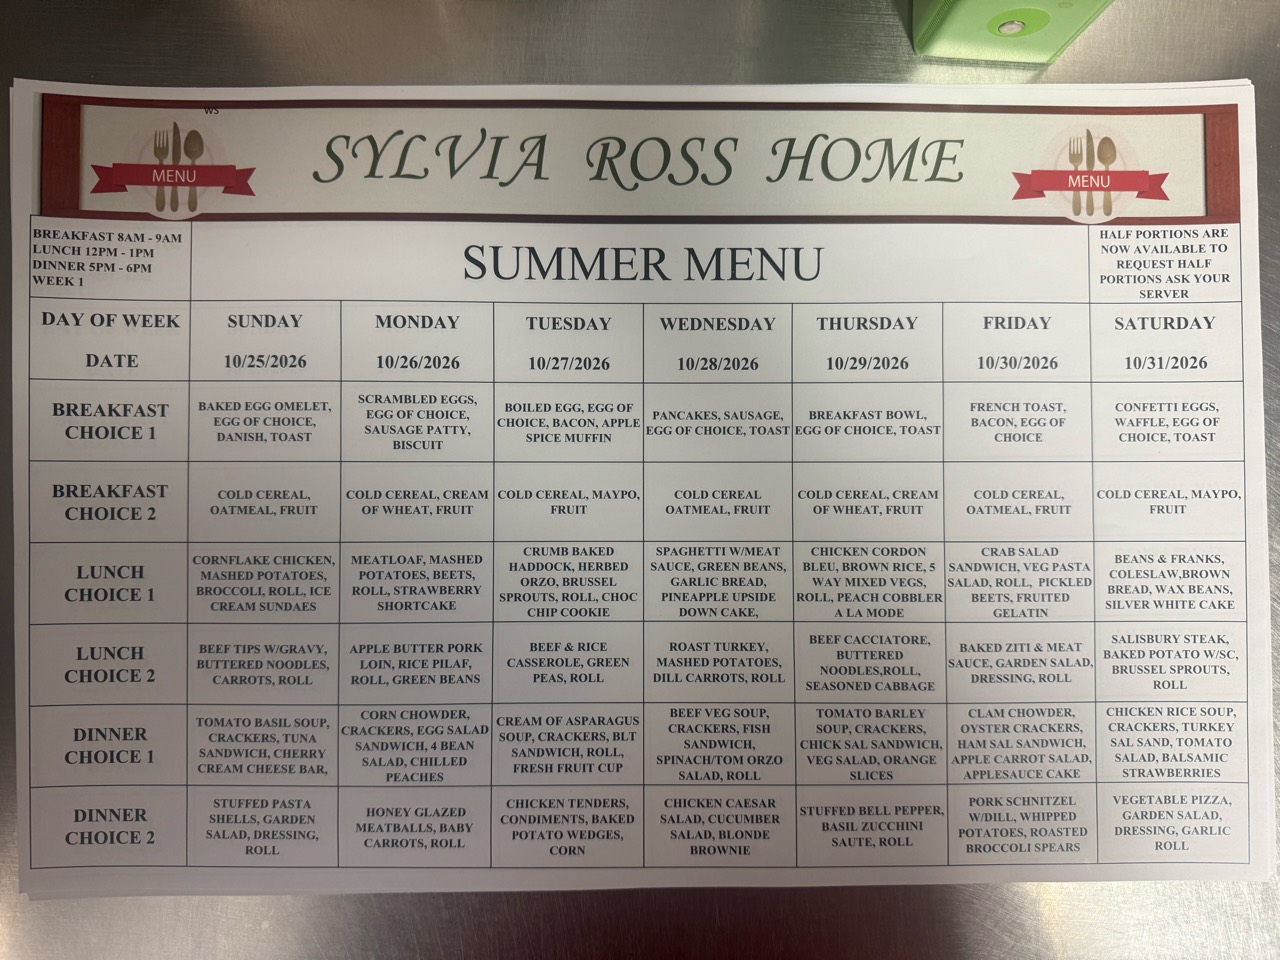 WS
SYLVIA ROSS HOME
MENU
MENU
BREAKFAST 8AM - 9AM
LUNCH 12PM - 1PM
DINNER 5PM - 6PM
WEEK 1
SUMMER MENU
HALF PORTIONS ARE
NOW AVAILABLE TO
REQUEST HALF
PORTIONS ASK YOUR
SERVER
DAY OF WEEK
SUNDAY
MONDAY
TUESDAY
WEDNESDAY
THURSDAY
FRIDAY
SATURDAY
DATE
10/25/2026
10/26/2026
10/27/2026
10/28/2026
10/29/2026
10/30/2026
10/31/2026
BREAKFAST
CHOICE 1
BAKED EGG OMELET,
EGG OF CHOICE,
DANISH, TOAST
SCRAMBLED EGGS,
EGG OF CHOICE,
SAUSAGE PATTY,
BISCUIT
BOILED EGG, EGG OF
CHOICE, BACON, APPLE
SPICE MUFFIN
PANCAKES, SAUSAGE,
EGG OF CHOICE, TOAST
BREAKFAST BOWL,
EGG OF CHOICE, TOAST
FRENCH TOAST,
BACON, EGG OF
CHOICE
CONFETTI EGGS,
WAFFLE, EGG OF
CHOICE, TOAST
BREAKFAST
CHOICE 2
COLD CEREAL,
OATMEAL, FRUIT
COLD CEREAL, CREAM
OF WHEAT, FRUIT
COLD CEREAL, MAYPO,
FRUIT
COLD CEREAL
OATMEAL, FRUIT
COLD CEREAL, CREAM
OF WHEAT, FRUIT
COLD CEREAL,
OATMEAL, FRUIT
COLD CEREAL, MAYPO,
FRUIT
LUNCH
CHOICE 1
CORNFLAKE CHICKEN,
MASHED POTATOES,
BROCCOLI, ROLL, ICE
CREAM SUNDAES
MEATLOAF, MASHED
POTATOES, BEETS,
ROLL, STRAWBERRY
SHORTCAKE
CRUMB BAKED
HADDOCK, HERBED
ORZO, BRUSSEL
SPROUTS, ROLL, CHOC
CHIP COOKIE
SPAGHETTI W/MEAT
SAUCE, GREEN BEANS,
GARLIC BREAD,
PINEAPPLE UPSIDE
DOWN CAKE,
CHICKEN CORDON
BLEU, BROWN RICE, 5
WAY MIXED VEGS,
ROLL, PEACH COBBLER
A LA MODE
CRAB SALAD
SANDWICH, VEG PASTA
SALAD, ROLL, PICKLED
BEETS, FRUITED
GELATIN
BEANS & FRANKS,
COLESLAW,BROWN
BREAD, WAX BEANS,
SILVER WHITE CAKE
LUNCH
CHOICE 2
BEEF TIPS W/GRAVY,
BUTTERED NOODLES,
CARROTS, ROLL
APPLE BUTTER PORK
LOIN, RICE PILAF,
ROLL, GREEN BEANS
BEEF & RICE
CASSEROLE, GREEN
PEAS, ROLL
ROAST TURKEY,
MASHED POTATOES,
DILL CARROTS, ROLL
BEEF CACCIATORE,
BUTTERED
NOODLES,ROLL,
SEASONED CABBAGE
BAKED ZITI & MEAT
SAUCE, GARDEN SALAD,
DRESSING, ROLL
SALISBURY STEAK,
BAKED POTATO W/SC,
BRUSSEL SPROUTS,
ROLL
DINNER
CHOICE 1
TOMATO BASIL SOUP,
CRACKERS, TUNA
SANDWICH, CHERRY
CREAM CHEESE BAR,
CORN CHOWDER,
CRACKERS, EGG SALAD
SANDWICH, 4 BEAN
SALAD, CHILLED
PEACHES
CREAM OF ASPARAGUS
SOUP, CRACKERS, BLT
SANDWICH, ROLL,
FRESH FRUIT CUP
BEEF VEG SOUP,
CRACKERS, FISH
SANDWICH,
SPINACH/TOM ORZO
SALAD, ROLL
TOMATO BARLEY
SOUP, CRACKERS,
CHICK SAL SANDWICH,
VEG SALAD, ORANGE
SLICES
CLAM CHOWDER,
OYSTER CRACKERS,
HAM SAL SANDWICH,
APPLE CARROT SALAD,
APPLESAUCE CAKE
CHICKEN RICE SOUP,
CRACKERS, TURKEY
SAL SAND, TOMATO
SALAD, BALSAMIC
STRAWBERRIES
DINNER
CHOICE 2
STUFFED PASTA
SHELLS, GARDEN
SALAD, DRESSING,
ROLL
HONEY GLAZED
MEATBALLS, BABY
CARROTS, ROLL
CHICKEN TENDERS,
CONDIMENTS, BAKED
POTATO WEDGES,
CORN
CHICKEN CAESAR
SALAD, CUCUMBER
SALAD, BLONDE
BROWNIE
STUFFED BELL PEPPER,
BASIL ZUCCHINI
SAUTE, ROLL
PORK SCHNITZEL
W/DILL, WHIPPED
POTATOES, ROASTED
BROCCOLI SPEARS
VEGETABLE PIZZA,
GARDEN SALAD,
DRESSING, GARLIC
ROLL